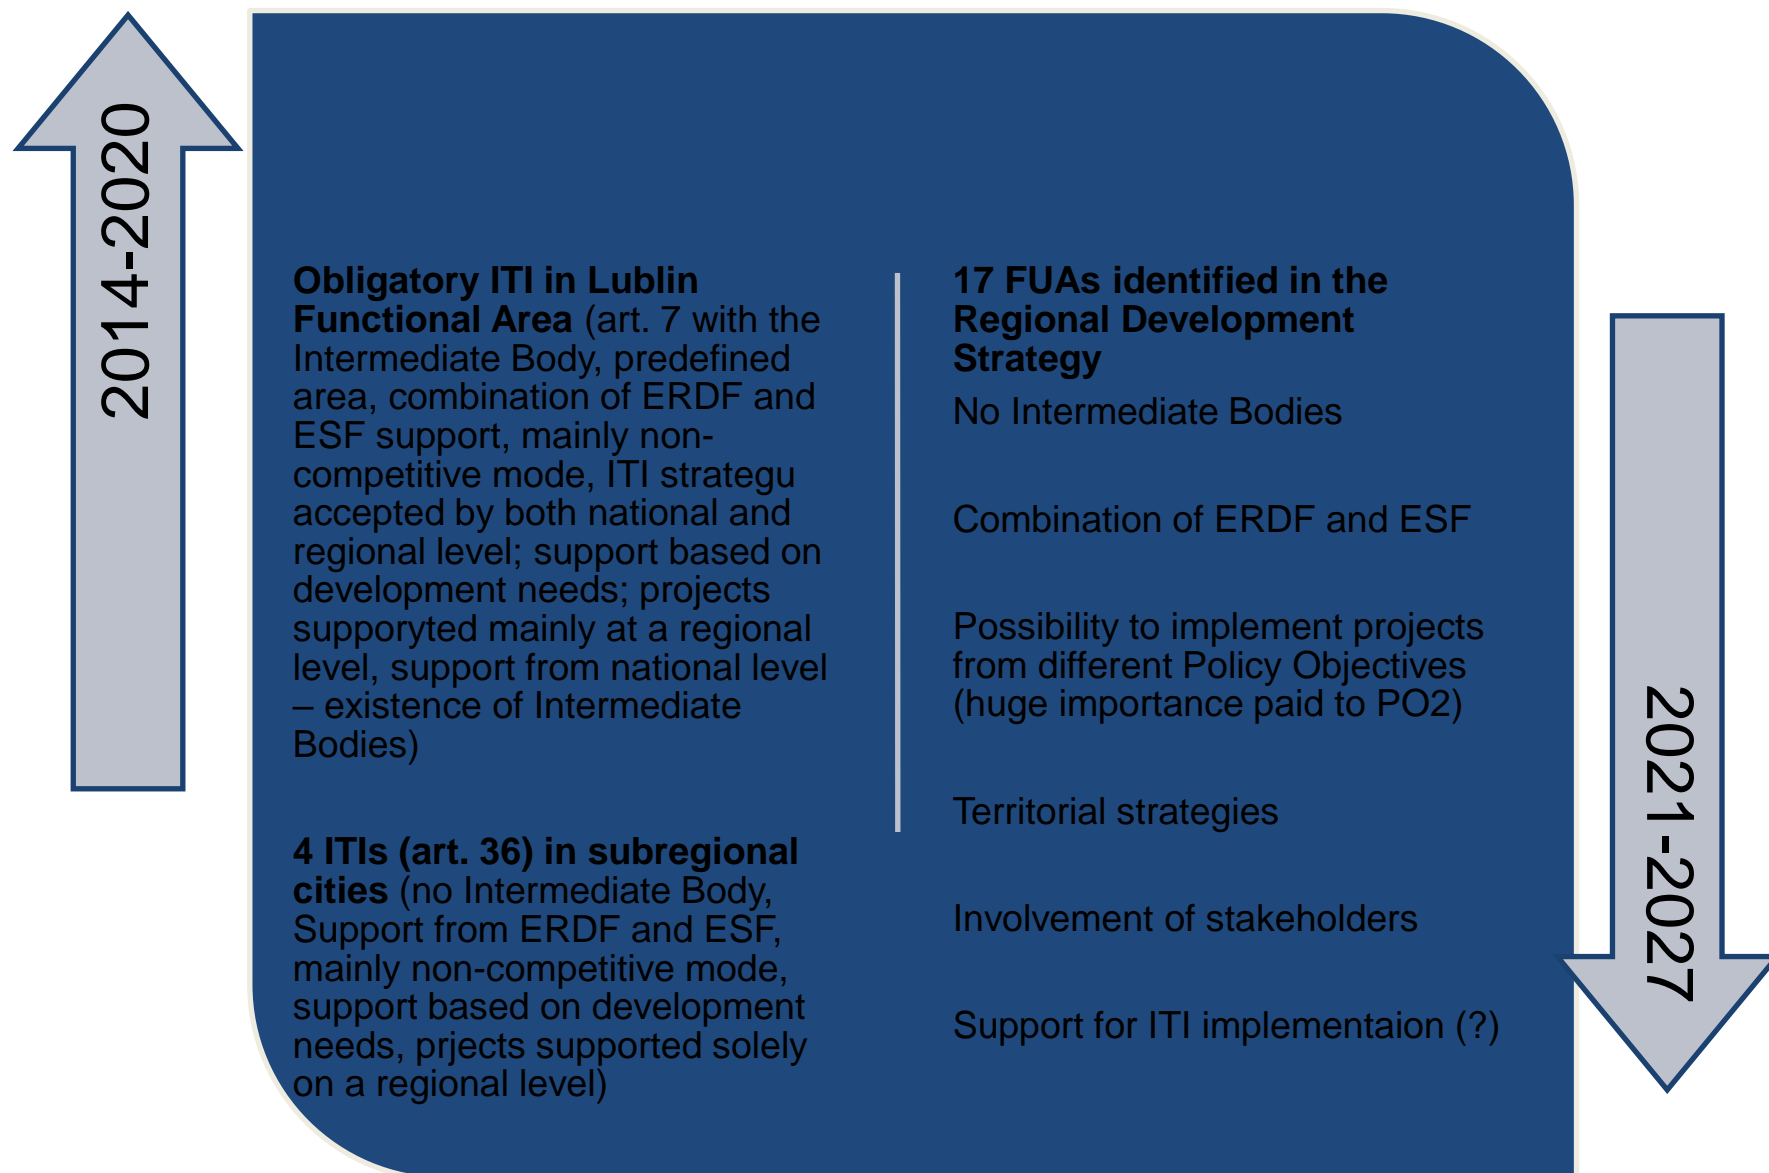 2014-2020
Obligatory ITI in Lublin
Functional Area (art. 7 with the
Intermediate Body, predefined
area, combination of ERDF and
ESF support, mainly non-
competitive mode, ITI strategu
accepted by both national and
regional level; support based on
development needs; projects
supporyted mainly at a regional
level, support from national level
– existence of Intermediate
Bodies)
4 ITIs (art. 36) in subregional
cities (no Intermediate Body,
Support from ERDF and ESF,
mainly non-competitive mode,
support based on development
needs, prjects supported solely
on a regional level)
17 FUAs identified in the
Regional Development
Strategy
No Intermediate Bodies
Combination of ERDF and ESF
Possibility to implement projects
from different Policy Objectives
(huge importance paid to PO2)
Territorial strategies
Involvement of stakeholders
Support for ITI implementaion (?)
2021-2027